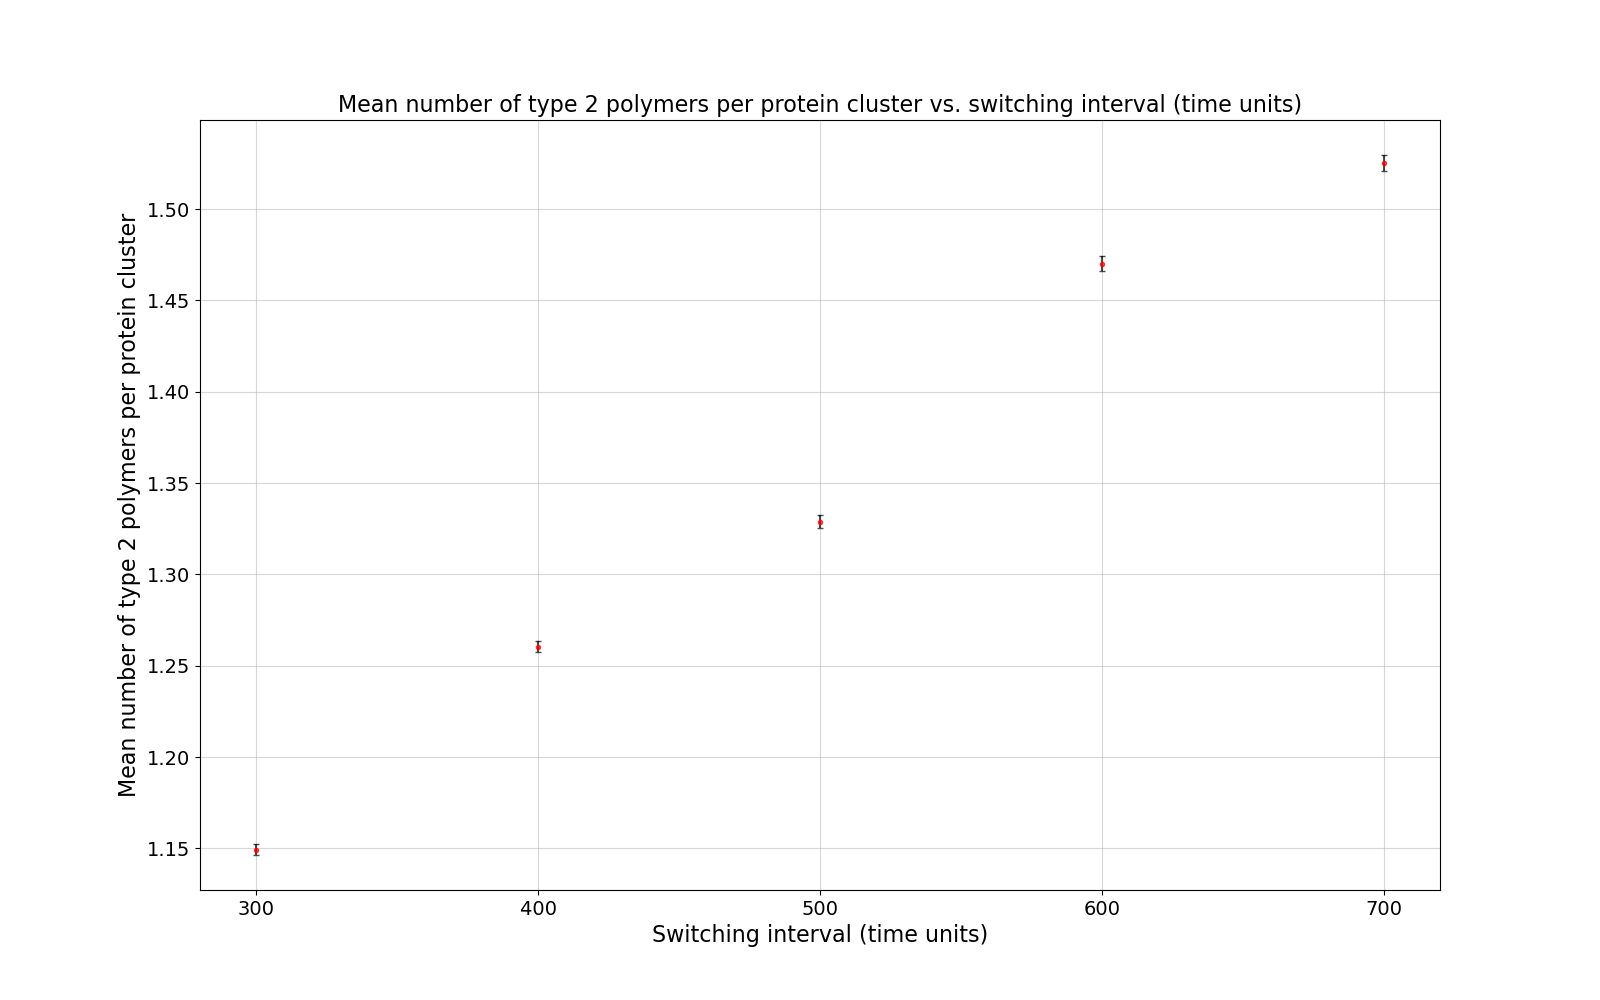 Mean number of type 2 polymers per protein cluster vs. switching interval (time units)
Mean number of type 2 polymers per protein cluster
1.50
1.45
1.40
1.35
1.30
1.25
1.20
1.15
300 400 500 600 700
Switching interval (time units)